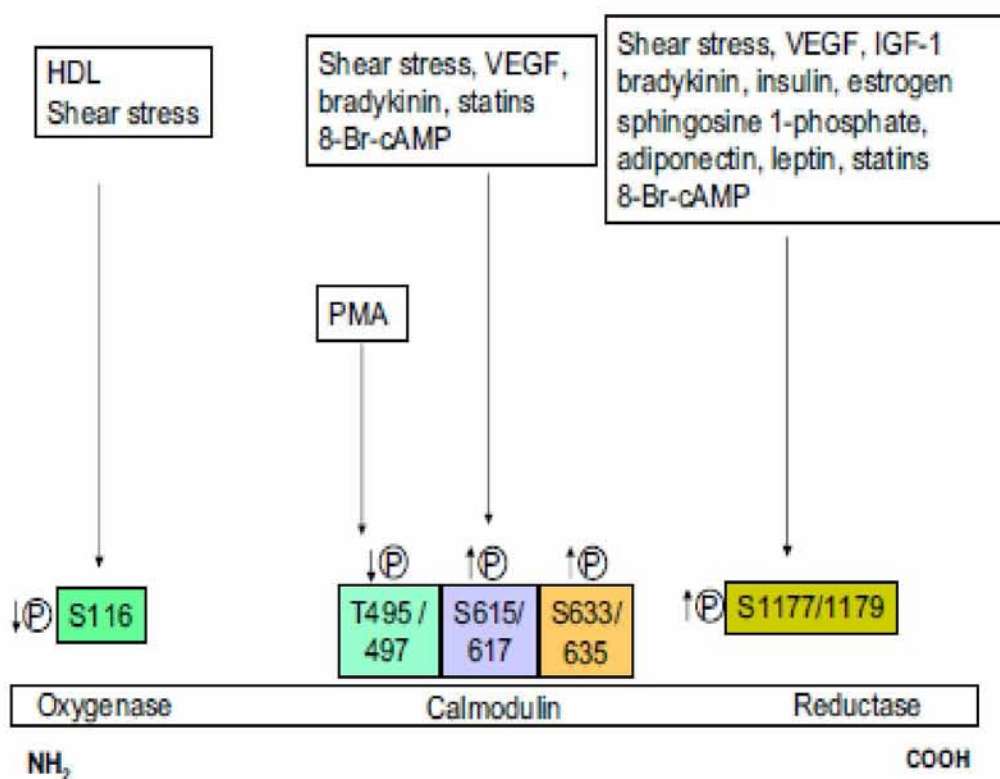 HDL
Shear stress
Shear stress, VEGF,
bradykinin, statins
8-Br-cAMP
Shear stress, VEGF, IGF-1
bradykinin, insulin, estrogen
sphingosine 1-phosphate,
adiponectin, leptin, statins
8-Br-cAMP
PMA
↓Ⓟ
S116
↓Ⓟ
T495 /
497
↑Ⓟ
S615/
617
↑Ⓟ
S633/
635
↑Ⓟ
S1177/1179
Oxygenase
Calmodulin
Reductase
NH₂
COOH